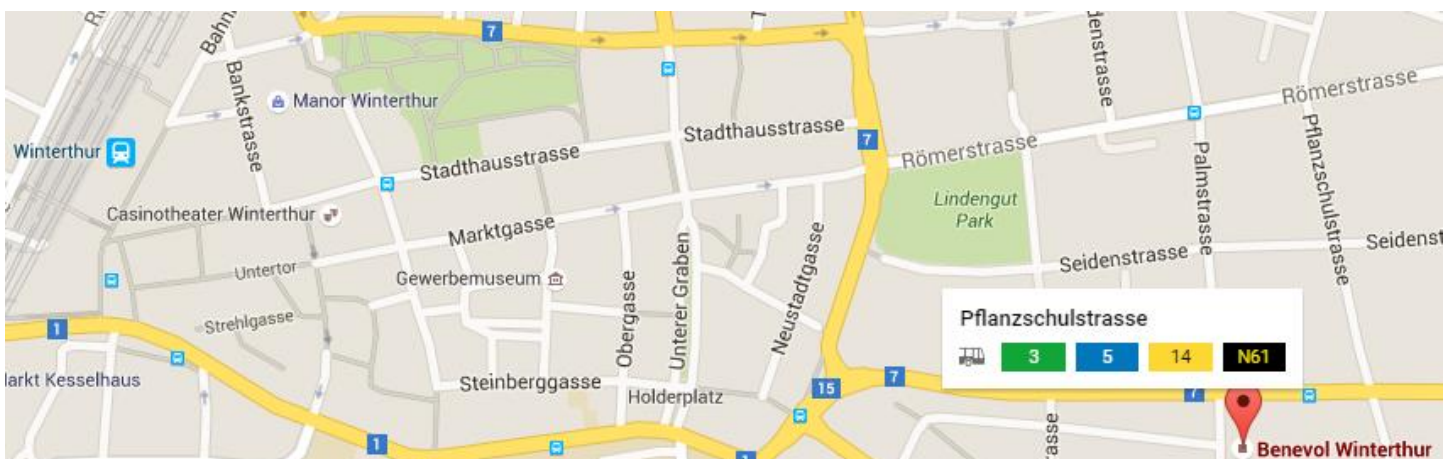 7
Bankstrasse
Manor Winterthur
Stadthausstrasse
7
Römerstrasse
Winterthur
Stadthausstrasse
Römerstrasse
Palmstrasse
Pflanzschulstrasse
Lindengut
Park
Casinotheater Winterthur
Marktgasse
Untertor
Gewerbemuseum
Obergasse
Unterer Graben
Neustadtgasse
Seidenstrasse
Pflanzschulstrasse
3 5 14 N61
1
Strehlgasse
Steinberggasse
Holderplatz
15
7
7
1
1
Benevol Winterthur